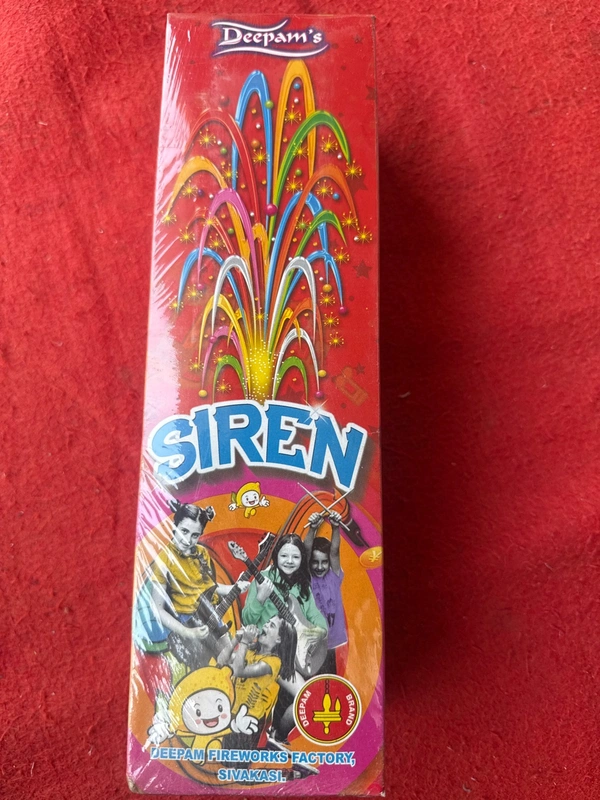 Deepam's
SIREN
DEEPAM BRAND
DEEPAM FIREWORKS FACTORY,
SIVAKASI.